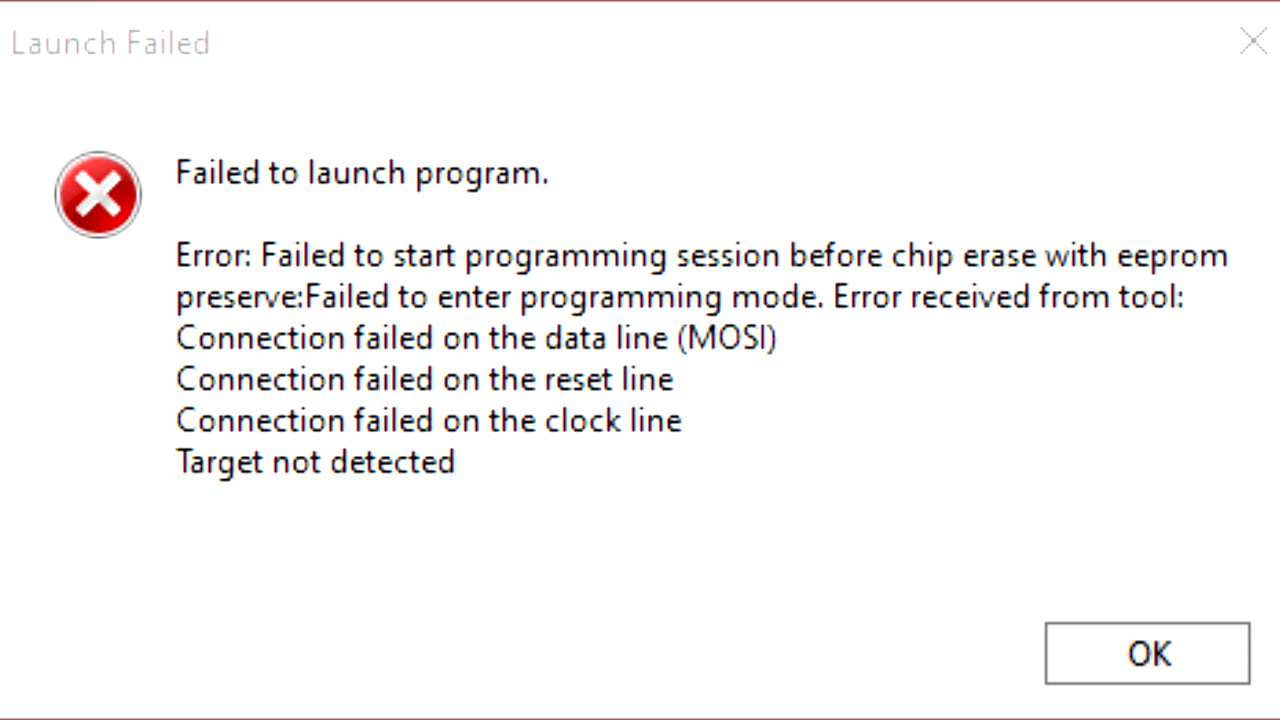 Launch Failed
Failed to launch program.
Error: Failed to start programming session before chip erase with eeprom
preserve:Failed to enter programming mode. Error received from tool:
Connection failed on the data line (MOSI)
Connection failed on the reset line
Connection failed on the clock line
Target not detected
OK